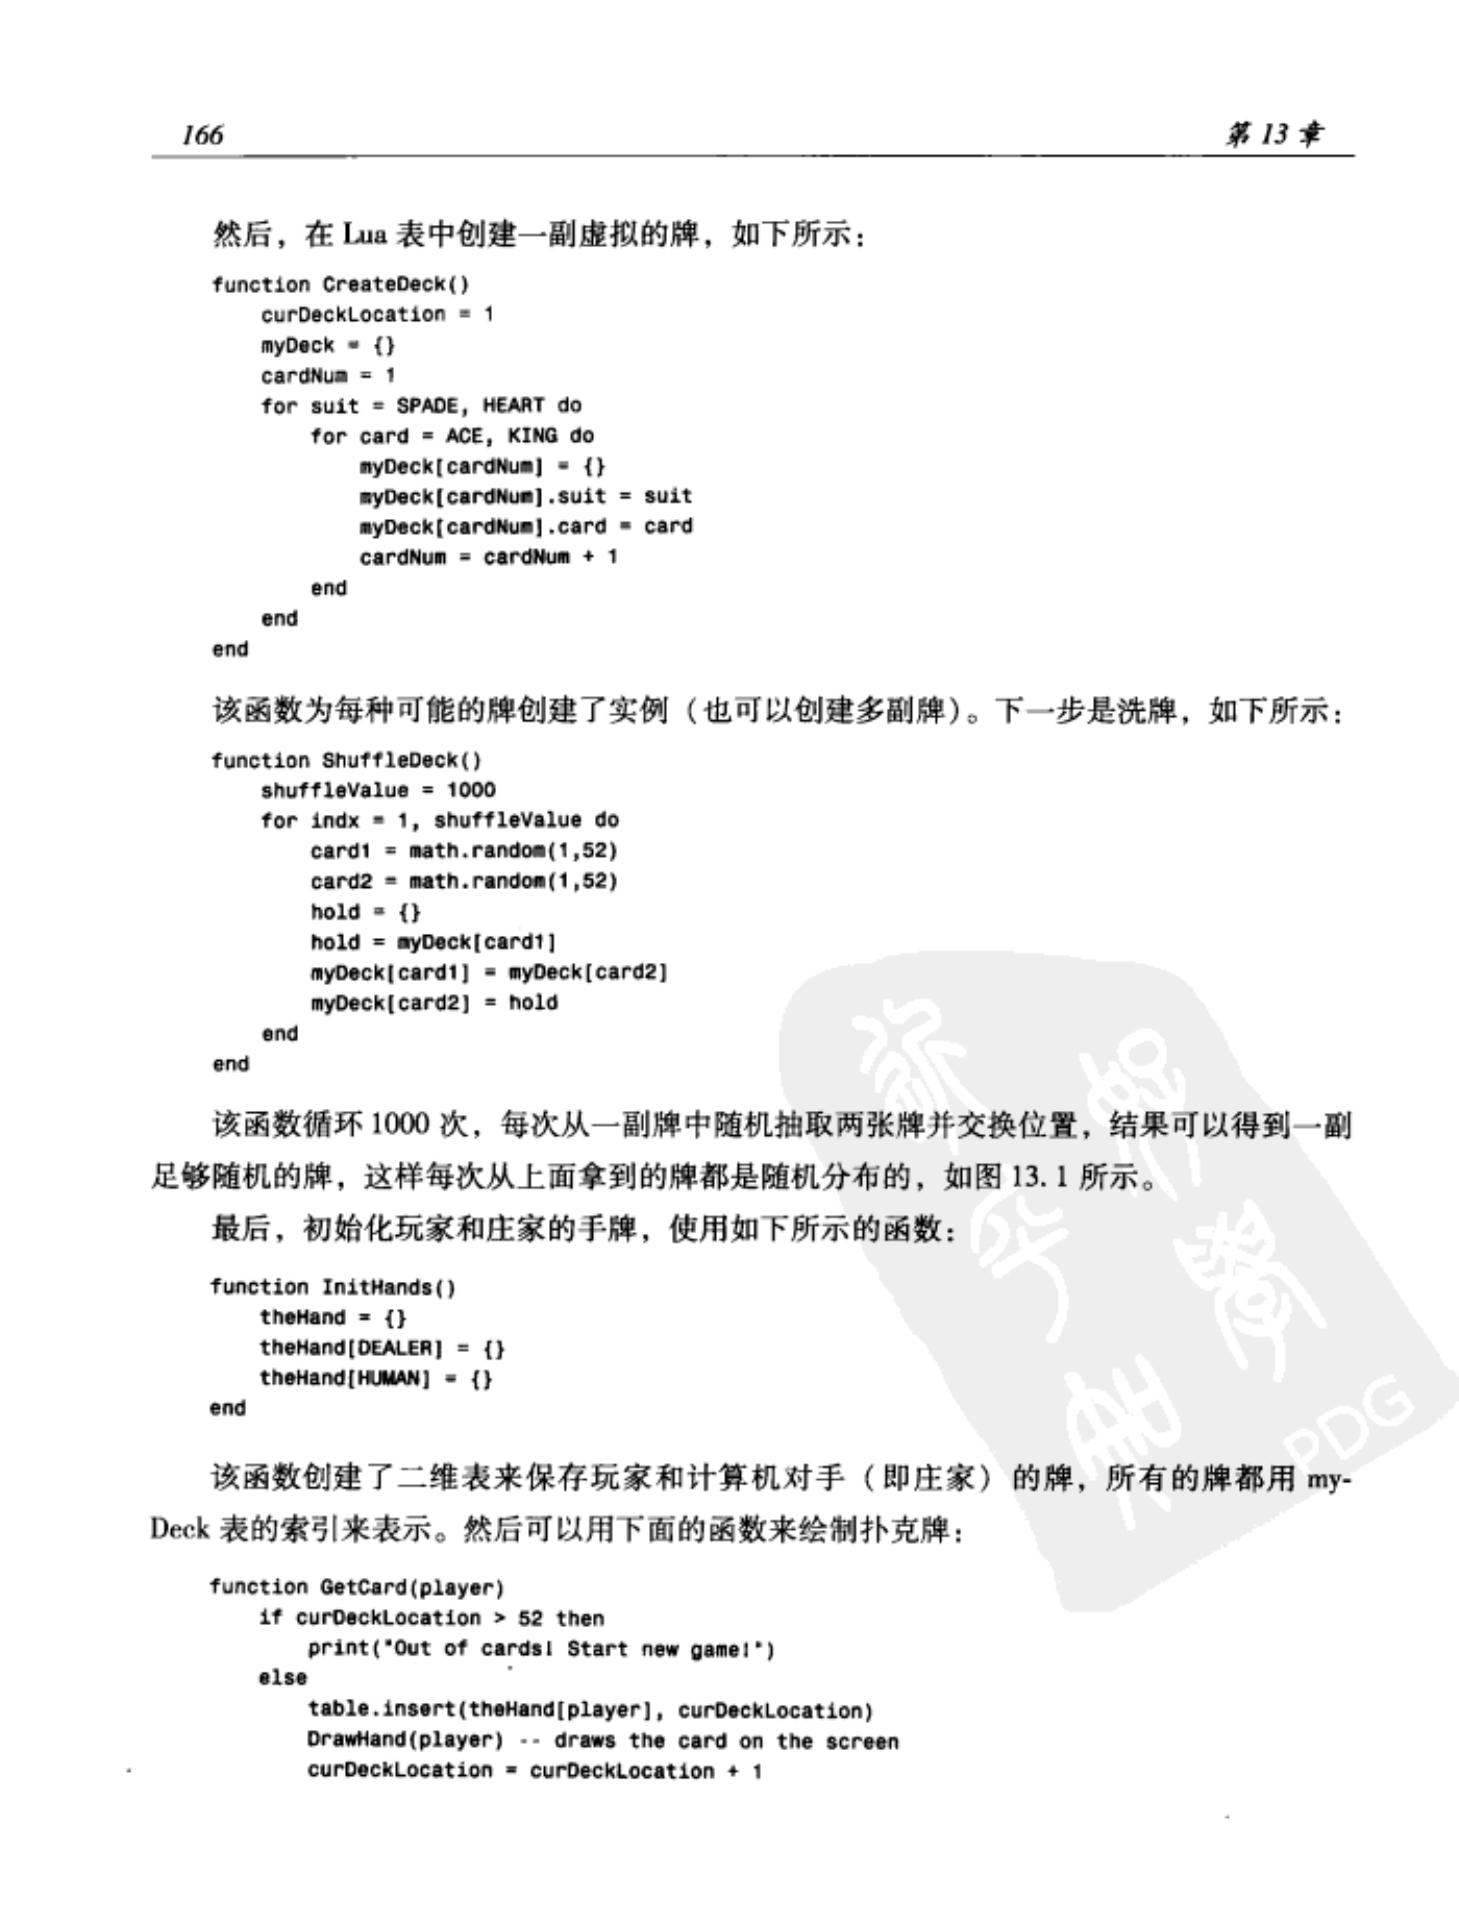 166
第 13 章
然后，在 Lua 表中创建一副虚拟的牌，如下所示：
function CreateDeck()
    curDeckLocation = 1
    myDeck = {}
    cardNum = 1
    for suit = SPADE, HEART do
        for card = ACE, KING do
            myDeck[cardNum] = {}
            myDeck[cardNum].suit = suit
            myDeck[cardNum].card = card
            cardNum = cardNum + 1
        end
    end
end
该函数为每种可能的牌创建了实例（也可以创建多副牌）。下一步是洗牌，如下所示：
function ShuffleDeck()
    shuffleValue = 1000
    for indx = 1, shuffleValue do
        card1 = math.random(1,52)
        card2 = math.random(1,52)
        hold = {}
        hold = myDeck[card1]
        myDeck[card1] = myDeck[card2]
        myDeck[card2] = hold
    end
end
该函数循环 1000 次，每次从一副牌中随机抽取两张牌并交换位置，结果可以得到一副
足够随机的牌，这样每次从上面拿到的牌都是随机分布的，如图 13.1 所示。
最后，初始化玩家和庄家的手牌，使用如下所示的函数：
function InitHands()
    theHand = {}
    theHand[DEALER] = {}
    theHand[HUMAN] = {}
end
该函数创建了二维表来保存玩家和计算机对手（即庄家）的牌，所有的牌都用 my-
Deck 表的索引来表示。然后可以用下面的函数来绘制扑克牌：
function GetCard(player)
    if curDeckLocation > 52 then
        print("Out of cards! Start new game!")
    else
        table.insert(theHand[player], curDeckLocation)
        DrawHand(player) -- draws the card on the screen
        curDeckLocation = curDeckLocation + 1
PDG